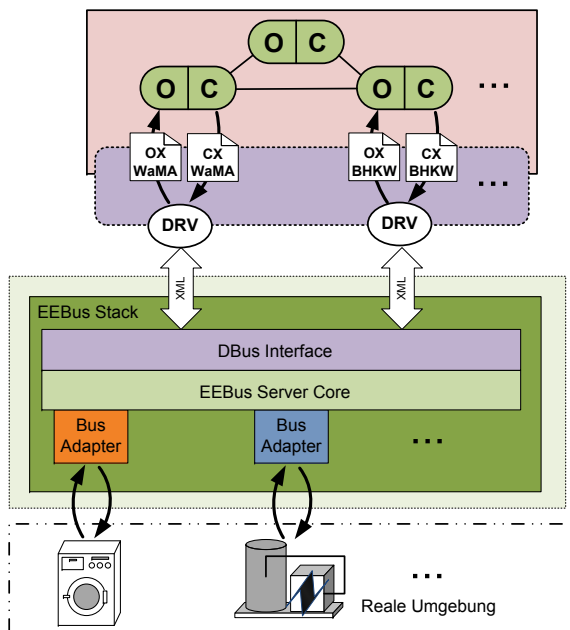 O C
O C
O C
...
OX
WaMA
CX
WaMA
OX
BHKW
CX
BHKW
...
DRV
DRV
XML
XML
EEBus Stack
DBus Interface
EEBus Server Core
Bus
Adapter
Bus
Adapter
...
...
Reale Umgebung